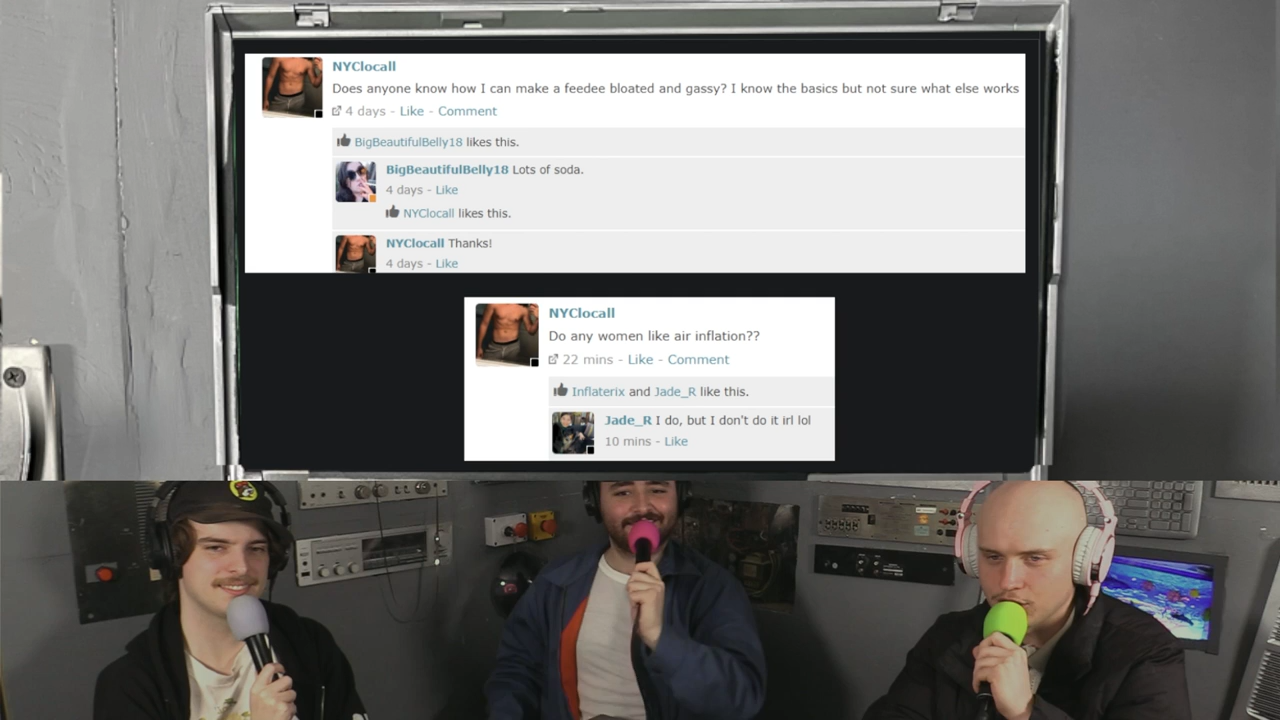 NYClocall
Does anyone know how I can make a feedee bloated and gassy? I know the basics but not sure what else works
4 days - Like - Comment
BigBeautifulBelly18 likes this.
BigBeautifulBelly18 Lots of soda.
4 days - Like
NYClocall likes this.
NYClocall Thanks!
4 days - Like
NYClocall
Do any women like air inflation??
22 mins - Like - Comment
Inflaterix and Jade_R like this.
Jade_R I do, but I don't do it irl lol
10 mins - Like